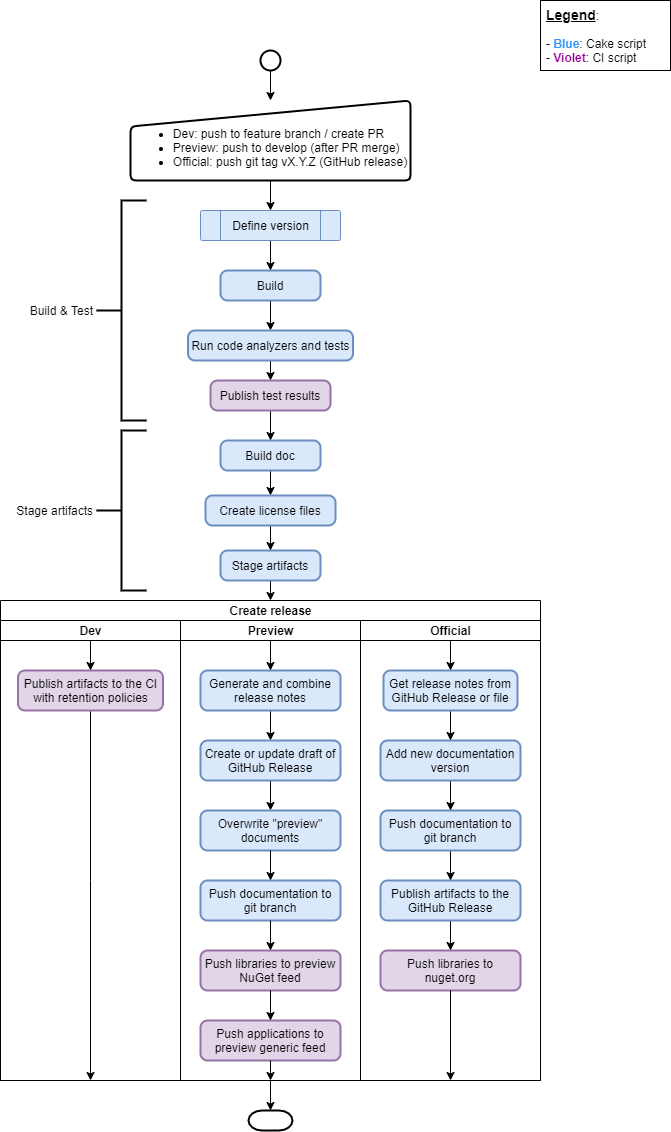 Legend:
- Blue: Cake script
- Violet: CI script
• Dev: push to feature branch / create PR
• Preview: push to develop (after PR merge)
• Official: push git tag vX.Y.Z (GitHub release)
Define version
Build
Build & Test
Run code analyzers and tests
Publish test results
Build doc
Stage artifacts
Create license files
Stage artifacts
Create release
Dev
Preview
Official
Publish artifacts to the CI
with retention policies
Generate and combine
release notes
Get release notes from
GitHub Release or file
Create or update draft of
GitHub Release
Add new documentation
version
Overwrite "preview"
documents
Push documentation to
git branch
Push documentation to
git branch
Publish artifacts to the
GitHub Release
Push libraries to preview
NuGet feed
Push libraries to
nuget.org
Push applications to
preview generic feed